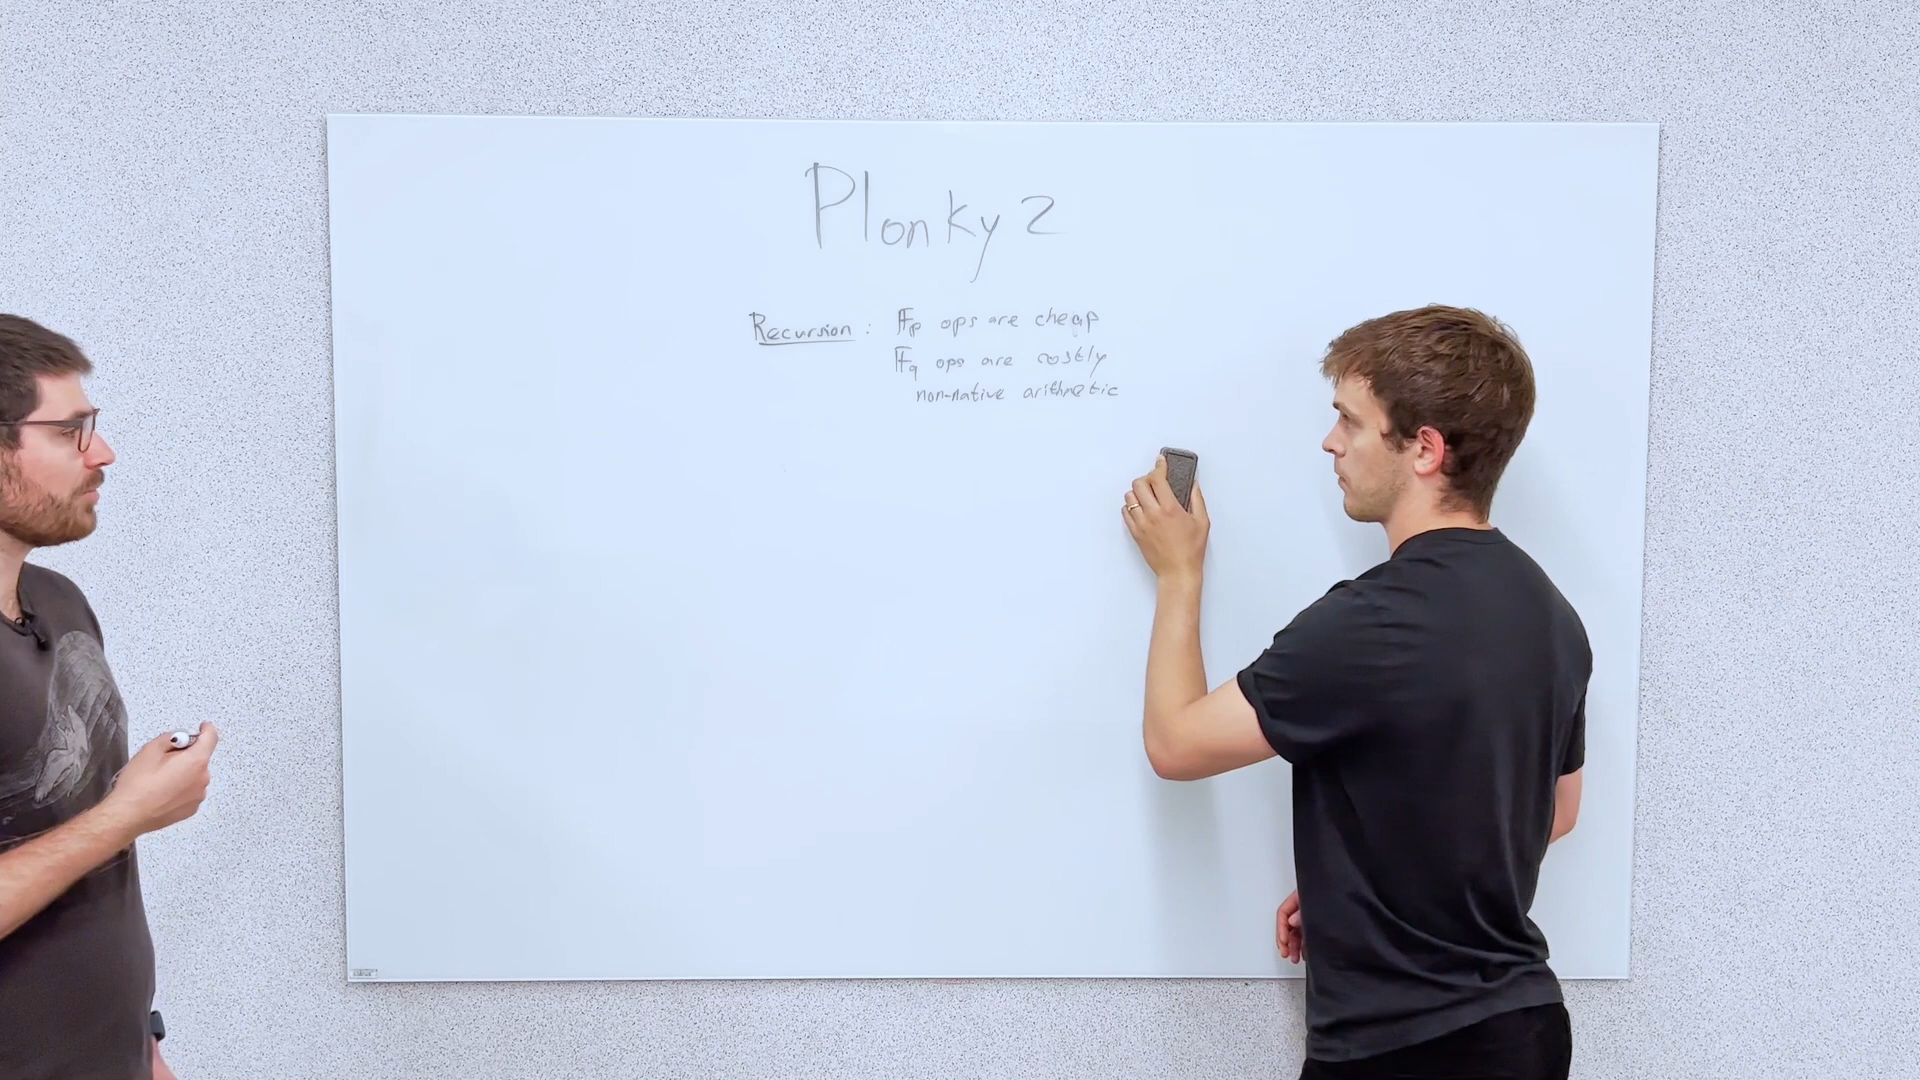 Plonky2
Recursion: 𝔽p ops are cheap
𝔽q ops are costly
non-native arithmetic